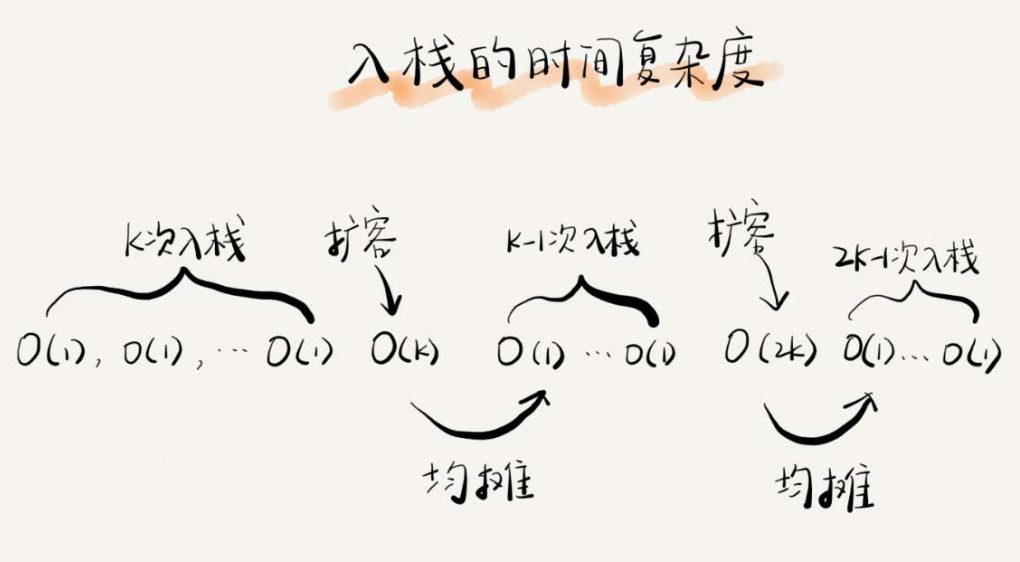 入栈的时间复杂度
K次入栈 扩容 K-1次入栈 扩容 2K-1次入栈
O(1), O(1), … O(1) O(K) O(1) … O(1) O(2K) O(1)… O(1)
均摊 均摊